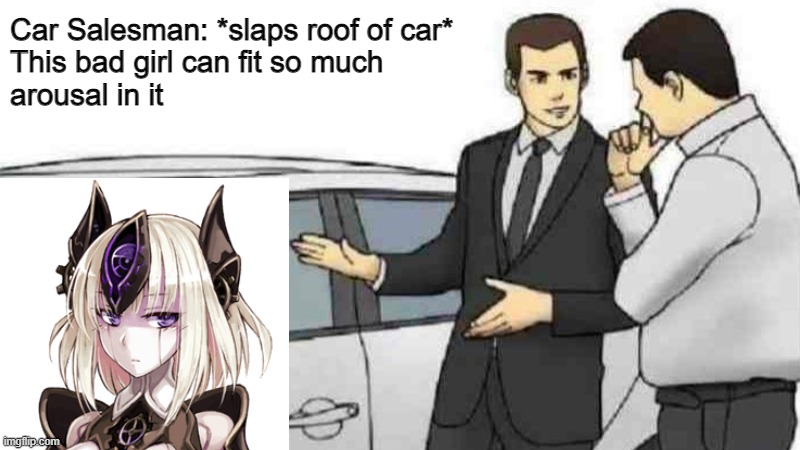 Car Salesman: *slaps roof of car*
This bad girl can fit so much
arousal in it
imgflip.com